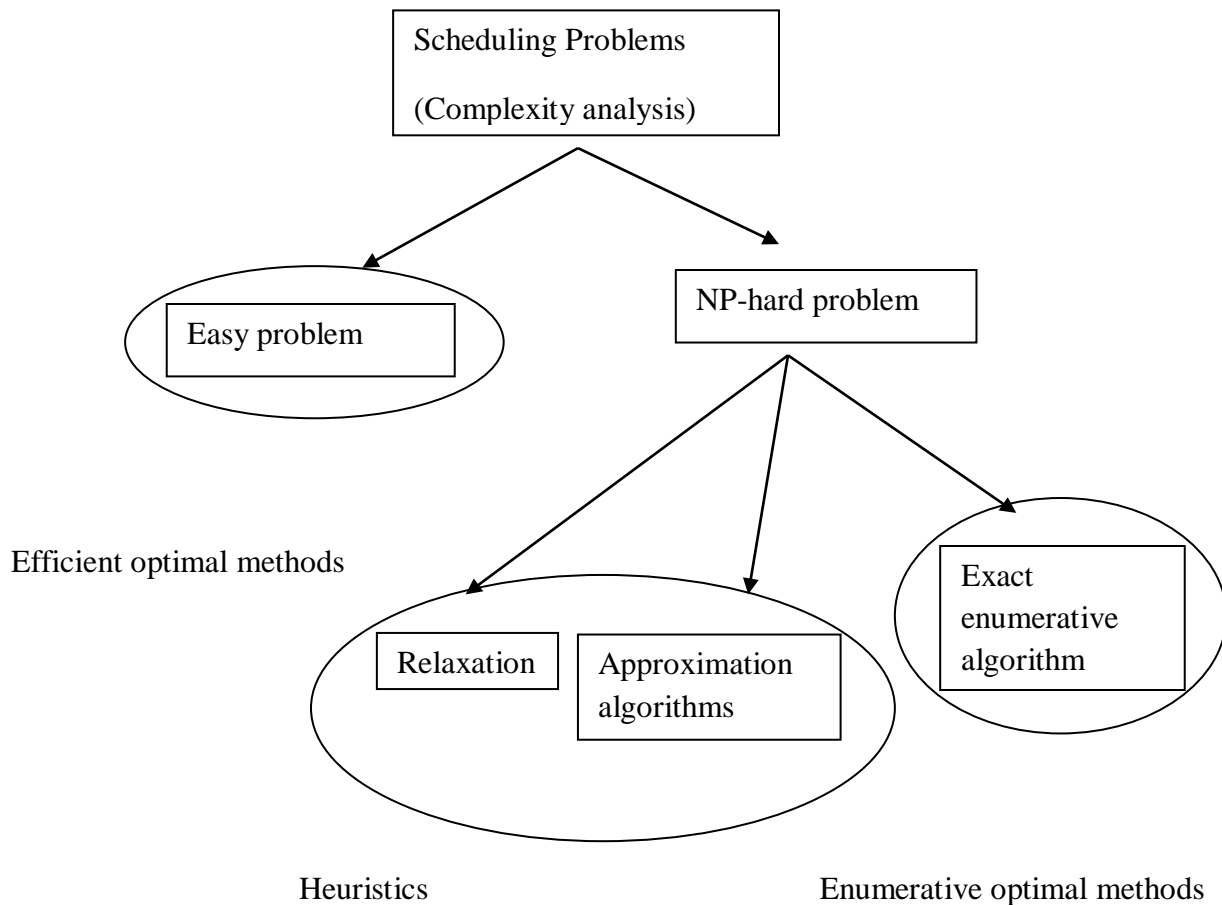 Scheduling Problems
(Complexity analysis)
Easy problem
NP-hard problem
Efficient optimal methods
Relaxation
Approximation
algorithms
Exact
enumerative
algorithm
Heuristics
Enumerative optimal methods